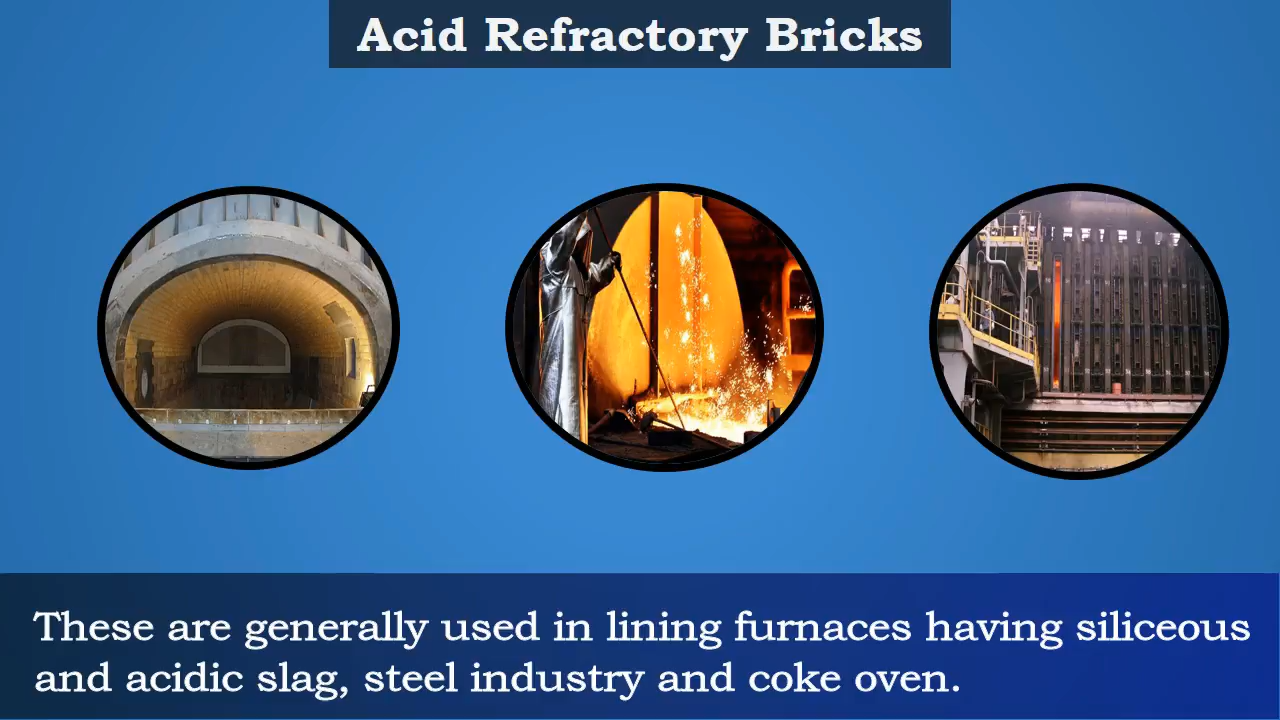 Acid Refractory Bricks
These are generally used in lining furnaces having siliceous
and acidic slag, steel industry and coke oven.